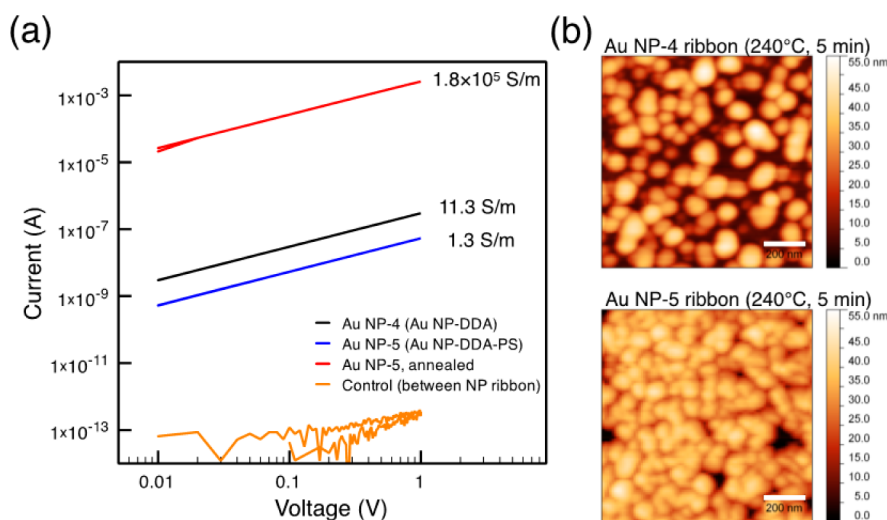 (a)
1×10⁻³
1×10⁻⁵
1×10⁻⁷
1×10⁻⁹
1×10⁻¹¹
1×10⁻¹³
Current (A)
1.8×10⁵ S/m
11.3 S/m
1.3 S/m
Au NP-4 (Au NP-DDA)
Au NP-5 (Au NP-DDA-PS)
Au NP-5, annealed
Control (between NP ribbon)
0.01
0.1
1
Voltage (V)
(b)
Au NP-4 ribbon (240°C, 5 min)
55.0 nm
45.0
40.0
35.0
30.0
25.0
20.0
15.0
10.0
0.0
200 nm
Au NP-5 ribbon (240°C, 5 min)
55.0 nm
45.0
40.0
35.0
30.0
25.0
20.0
15.0
10.0
0.0
200 nm